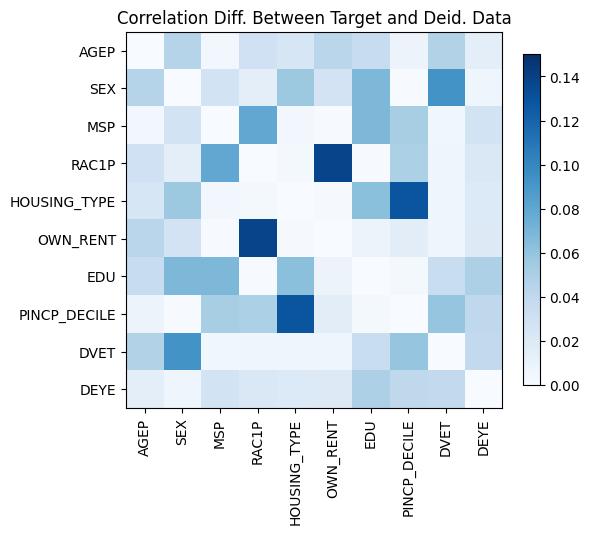 Correlation Diff. Between Target and Deid. Data
AGEP
SEX
MSP
RAC1P
HOUSING_TYPE
OWN_RENT
EDU
PINCP_DECILE
DVET
DEYE
0.14
0.12
0.10
0.08
0.06
0.04
0.02
0.00
AGEP
SEX
MSP
RAC1P
HOUSING_TYPE
OWN_RENT
EDU
PINCP_DECILE
DVET
DEYE